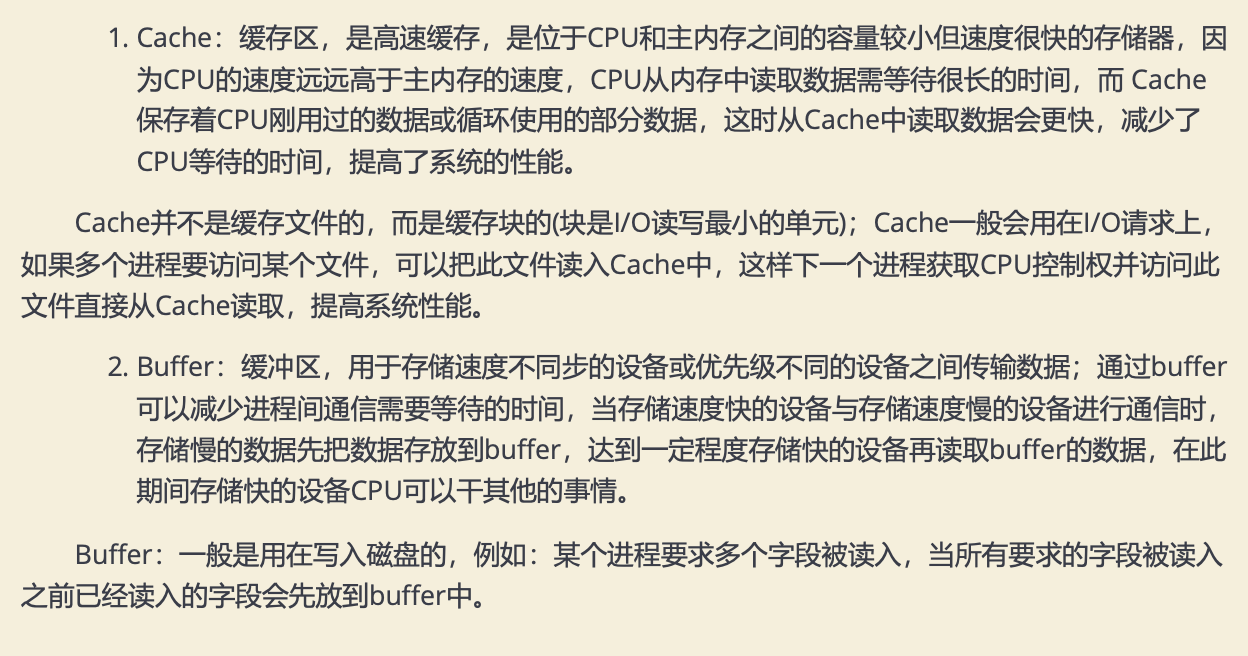 1. Cache：缓存区，是高速缓存，是位于CPU和主内存之间的容量较小但速度很快的存储器，因
为CPU的速度远远高于主内存的速度，CPU从内存中读取数据需等待很长的时间，而 Cache
保存着CPU刚用过的数据或循环使用的部分数据，这时从Cache中读取数据会更快，减少了
CPU等待的时间，提高了系统的性能。
Cache并不是缓存文件的，而是缓存块的(块是I/O读写最小的单元)；Cache一般会用在I/O请求上，
如果多个进程要访问某个文件，可以把此文件读入Cache中，这样下一个进程获取CPU控制权并访问此
文件直接从Cache读取，提高系统性能。
2. Buffer：缓冲区，用于存储速度不同步的设备或优先级不同的设备之间传输数据；通过buffer
可以减少进程间通信需要等待的时间，当存储速度快的设备与存储速度慢的设备进行通信时，
存储慢的数据先把数据存放到buffer，达到一定程度存储快的设备再读取buffer的数据，在此
期间存储快的设备CPU可以干其他的事情。
Buffer：一般是用在写入磁盘的，例如：某个进程要求多个字段被读入，当所有要求的字段被读入
之前已经读入的字段会先放到buffer中。